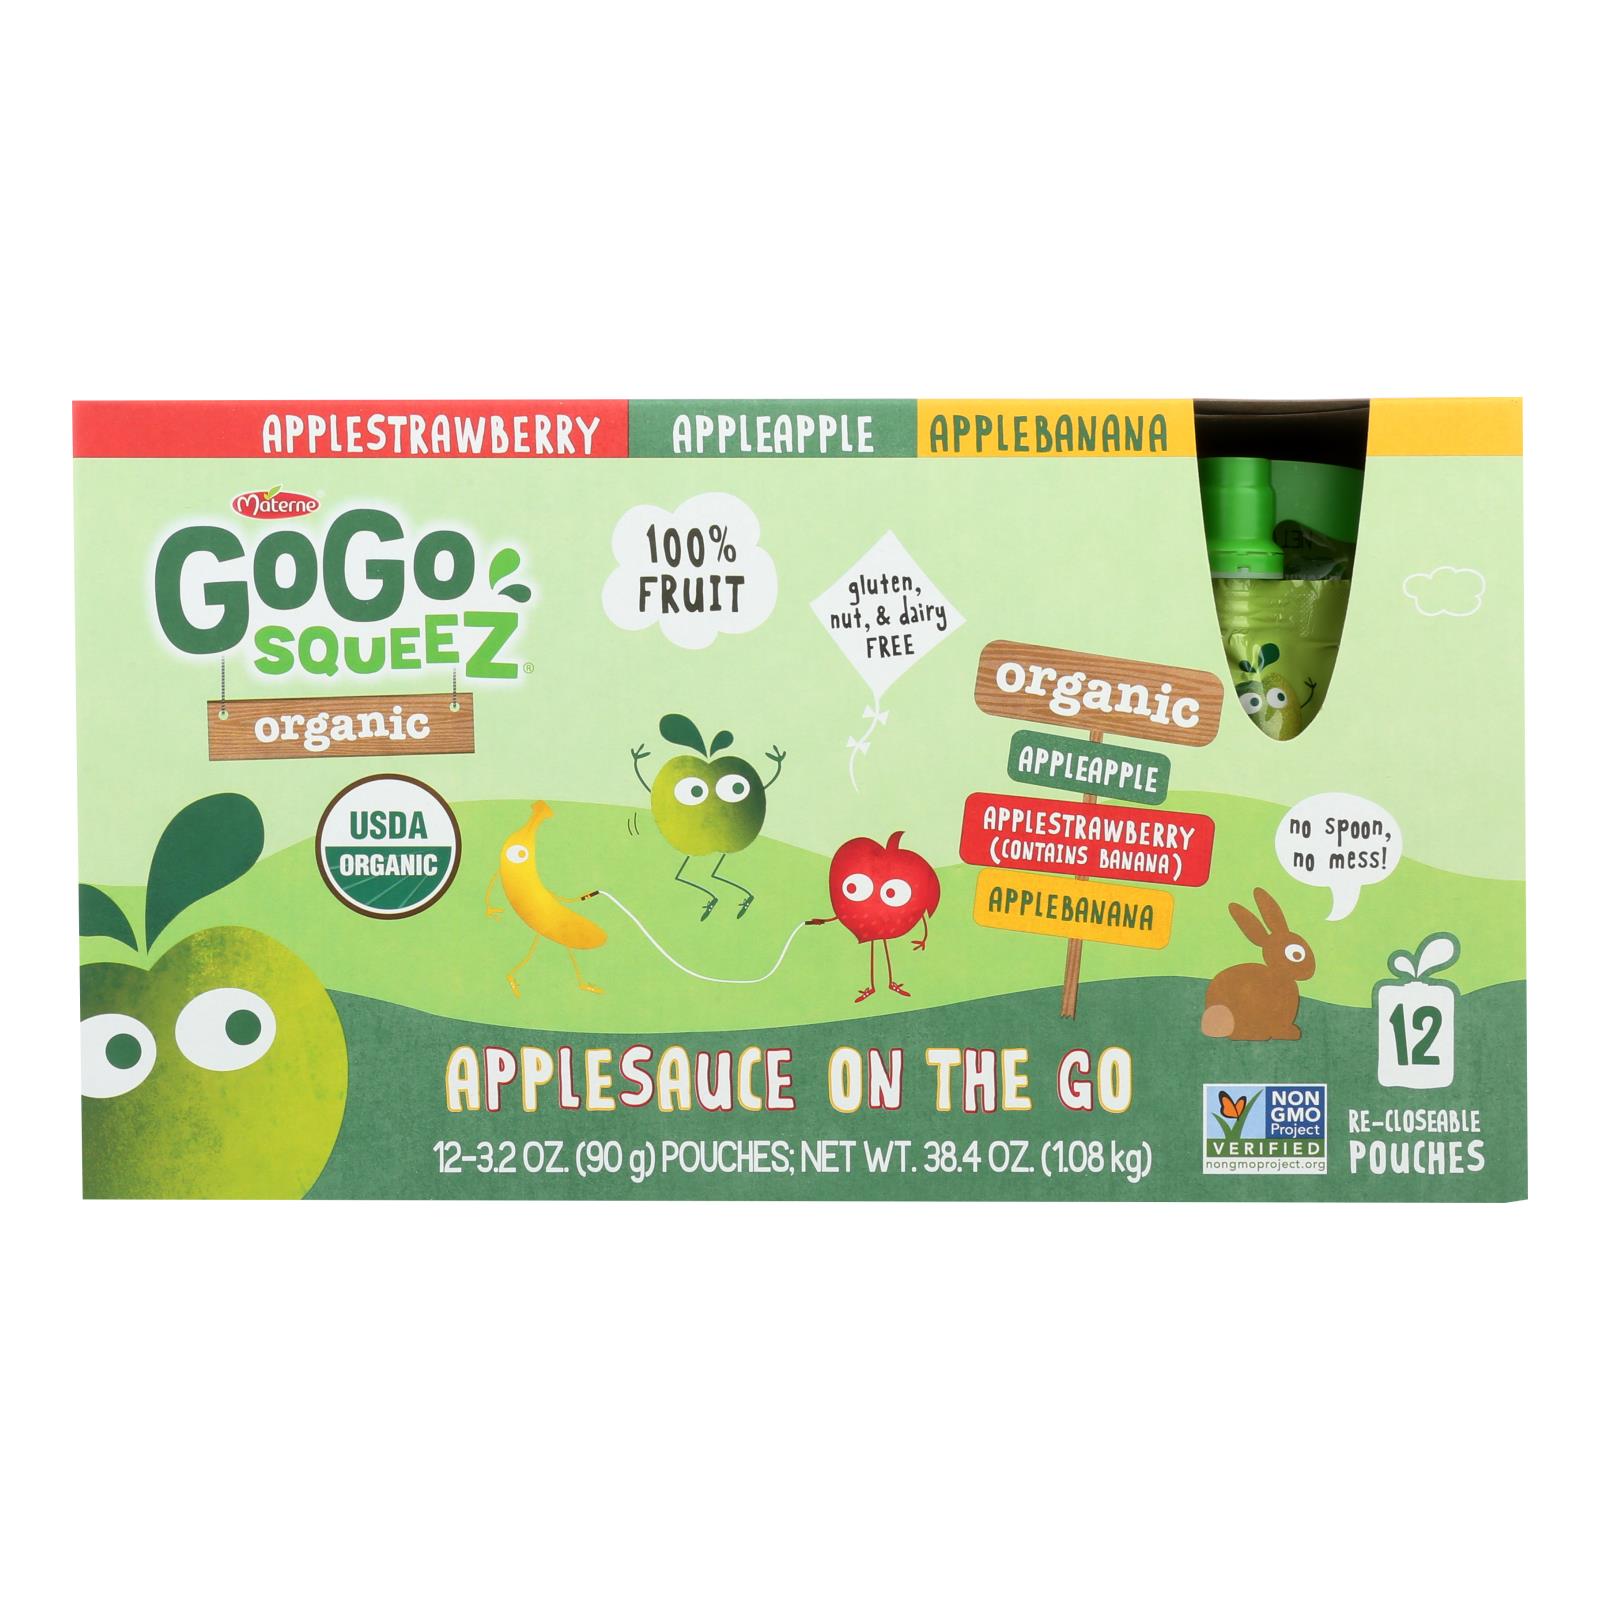 APPLESTRAWBERRY APPLEAPPLE APPLEBANANA
Materne
GoGo
SQUEEZ®
organic
USDA
ORGANIC
100%
FRUIT
gluten,
nut, & dairy
FREE
organic
APPLEAPPLE
APPLESTRAWBERRY
(CONTAINS BANANA)
APPLEBANANA
no spoon,
no mess!
12
RE-CLOSEABLE
POUCHES
NON
GMO
Project
VERIFIED
nongmoproject.org
APPLESAUCE ON THE GO
12-3.2 OZ. (90 g) POUCHES; NET WT. 38.4 OZ. (1.08 kg)